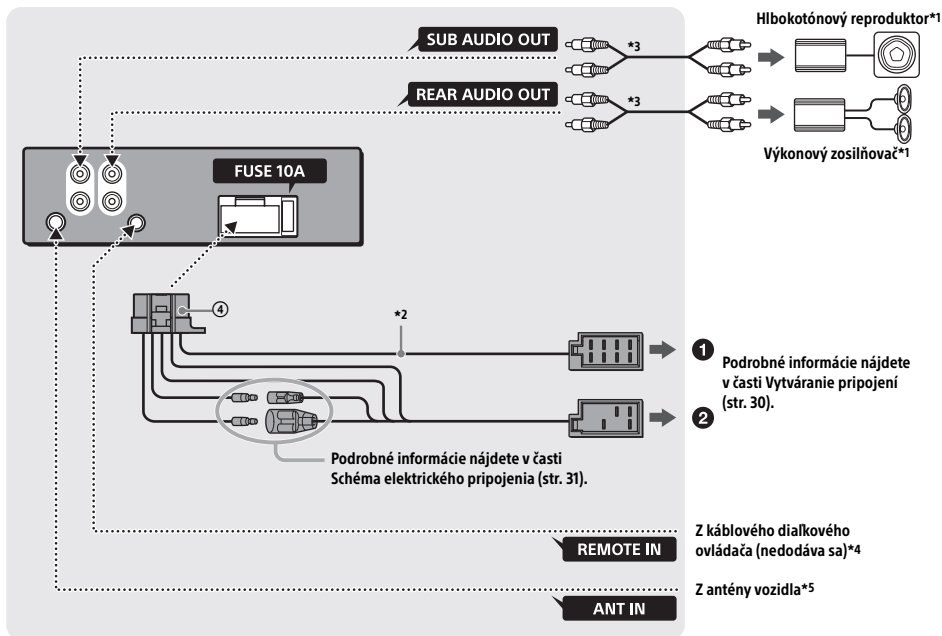 Hlbokotónový reproduktor*1
SUB AUDIO OUT
*3
REAR AUDIO OUT
*3
Výkonový zosilňovač*1
FUSE 10A
④
*2
❶
Podrobné informácie nájdete
v časti Vytváranie pripojení
(str. 30).
❷
Podrobné informácie nájdete v časti
Schéma elektrického pripojenia (str. 31).
Z káblového diaľkového
ovládača (nedodáva sa)*4
REMOTE IN
Z antény vozidla*5
ANT IN